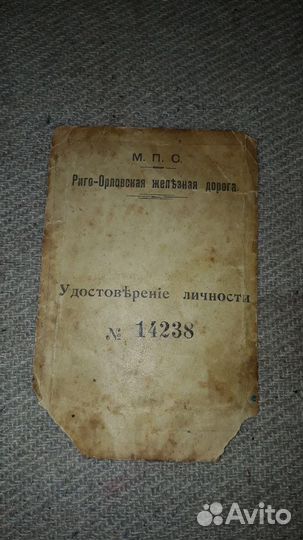 М. П. С.
Риго-Орловская желѣзная дорога.
Удостовѣреніе личности
№ 14238
Avito